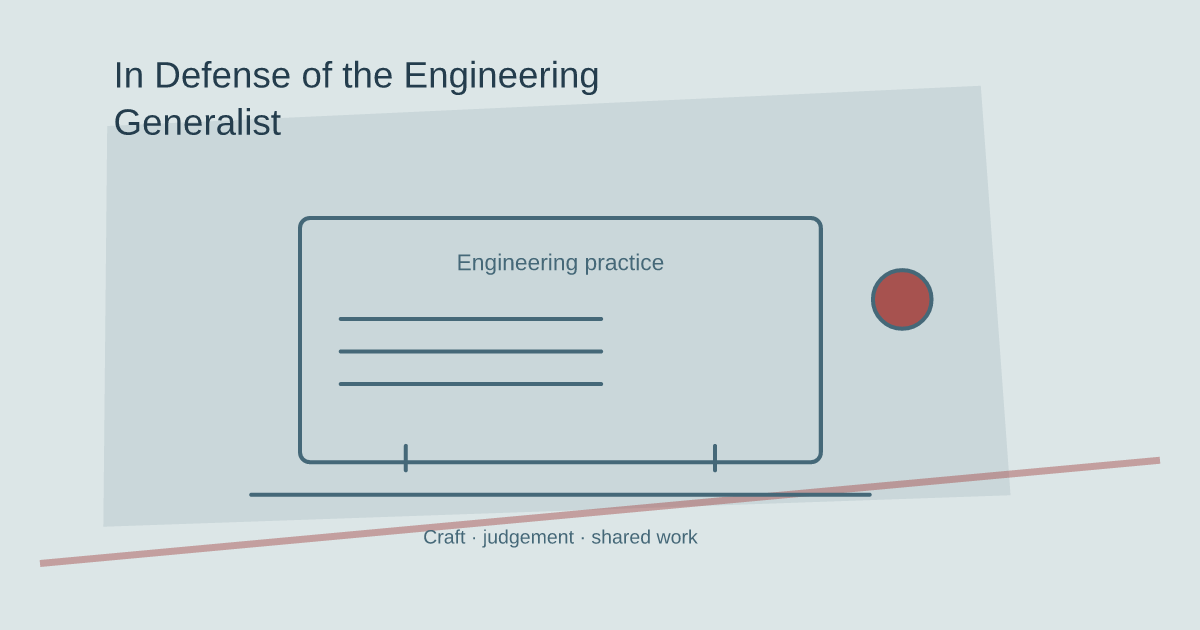 In Defense of the Engineering
Generalist
Engineering practice
Craft · judgement · shared work